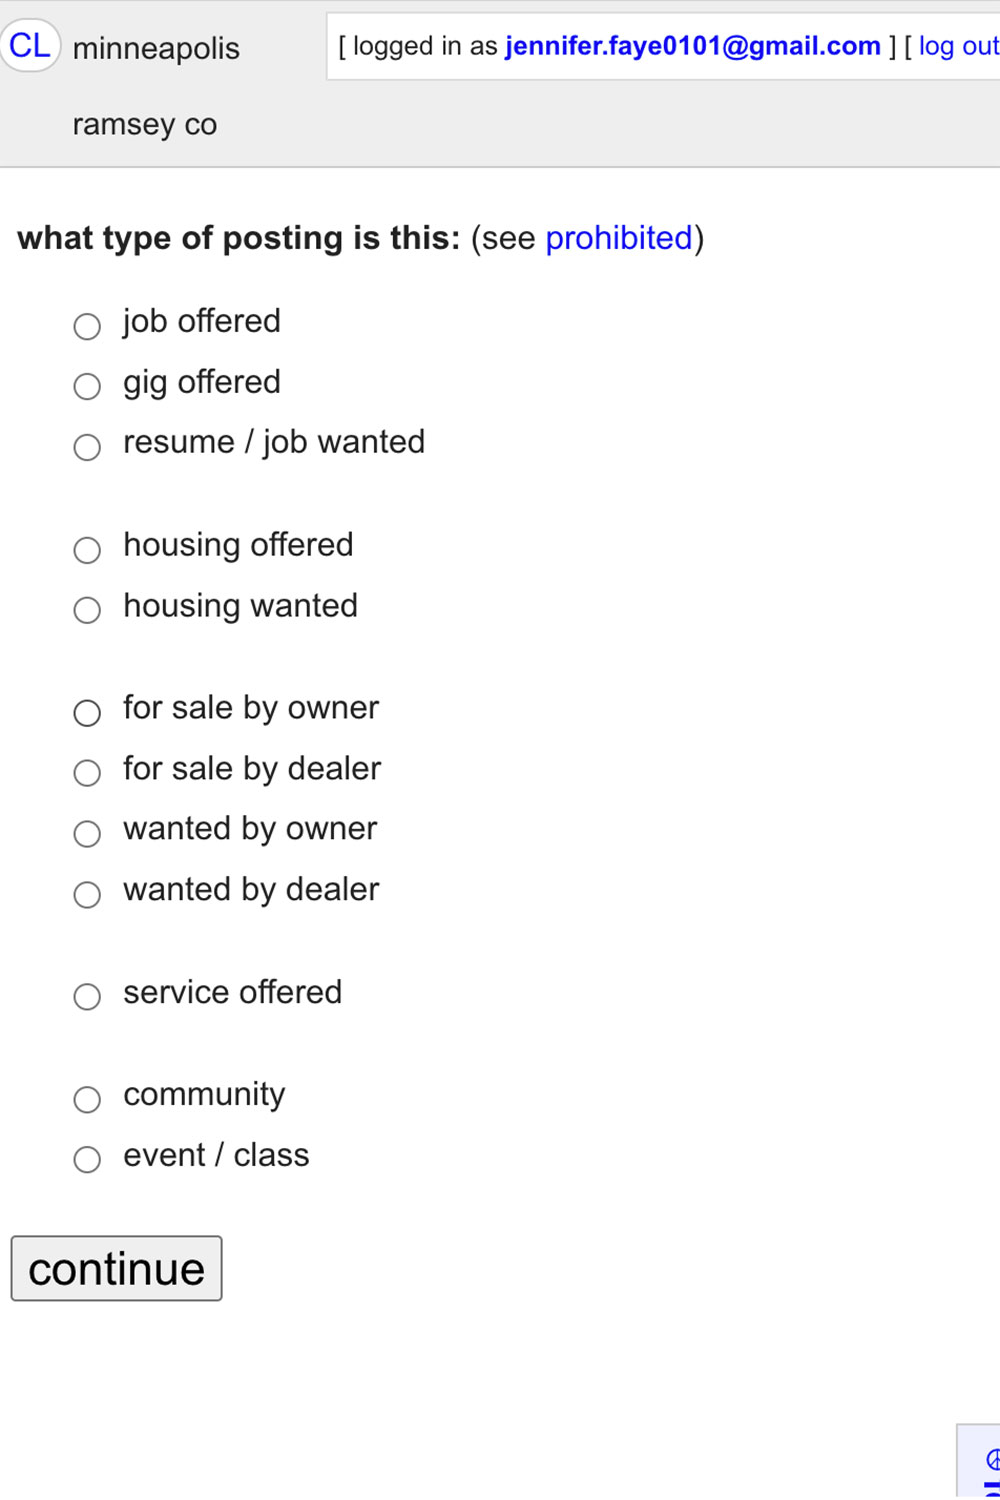 CL minneapolis [ logged in as jennifer.faye0101@gmail.com ] [ log out
ramsey co
what type of posting is this: (see prohibited)
job offered
gig offered
resume / job wanted
housing offered
housing wanted
for sale by owner
for sale by dealer
wanted by owner
wanted by dealer
service offered
community
event / class
continue